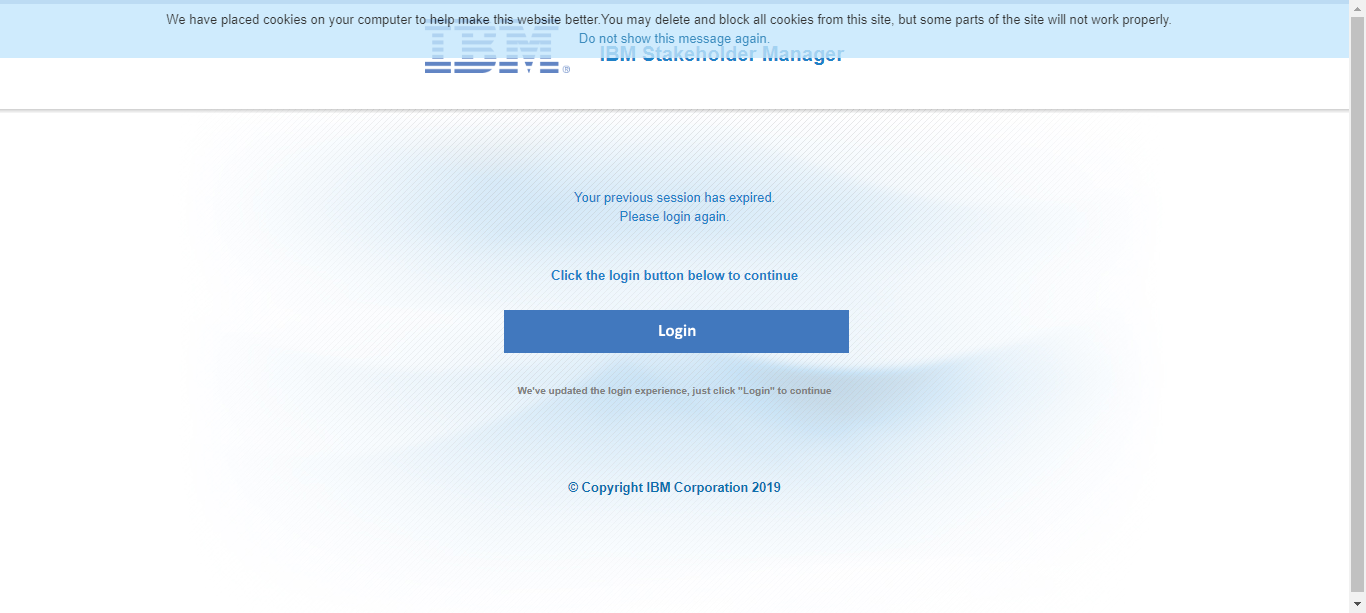 We have placed cookies on your computer to help make this website better.You may delete and block all cookies from this site, but some parts of the site will not work properly.
Do not show this message again.
IBM®
IBM Stakeholder Manager
Your previous session has expired.
Please login again.
Click the login button below to continue
Login
We've updated the login experience, just click "Login" to continue
© Copyright IBM Corporation 2019